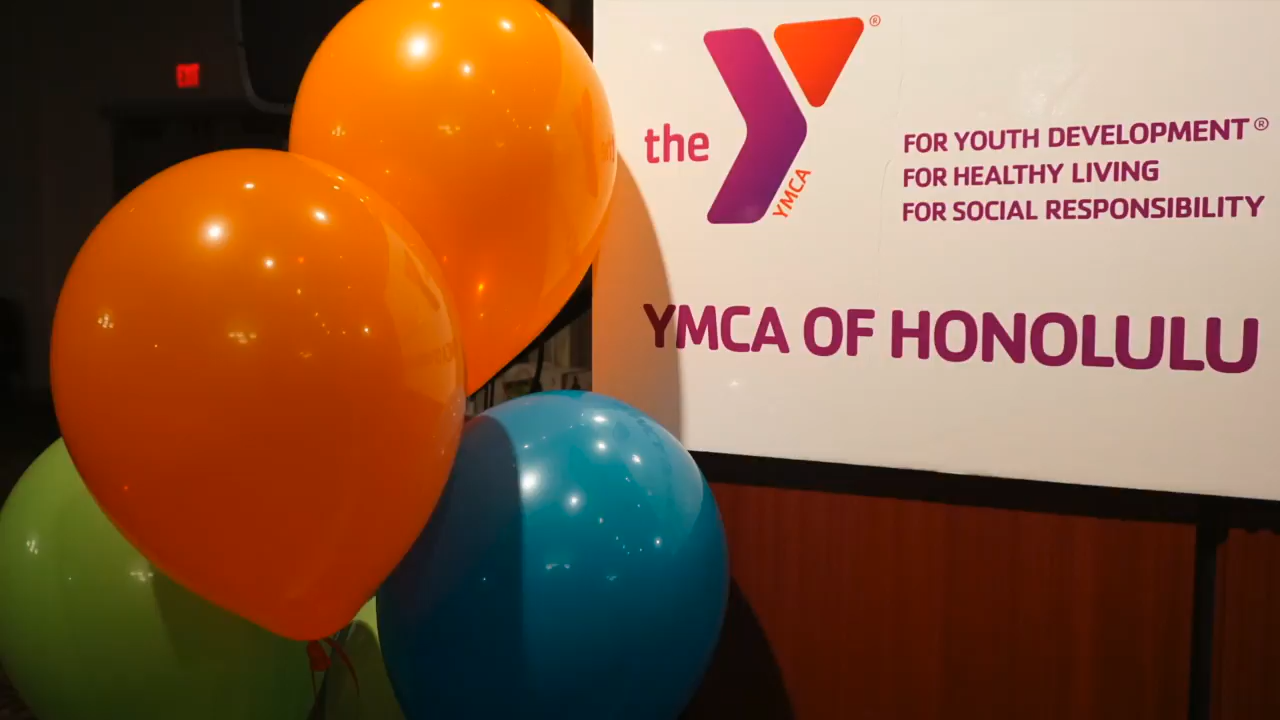 the
YMCA
®
FOR YOUTH DEVELOPMENT®
FOR HEALTHY LIVING
FOR SOCIAL RESPONSIBILITY
YMCA OF HONOLULU